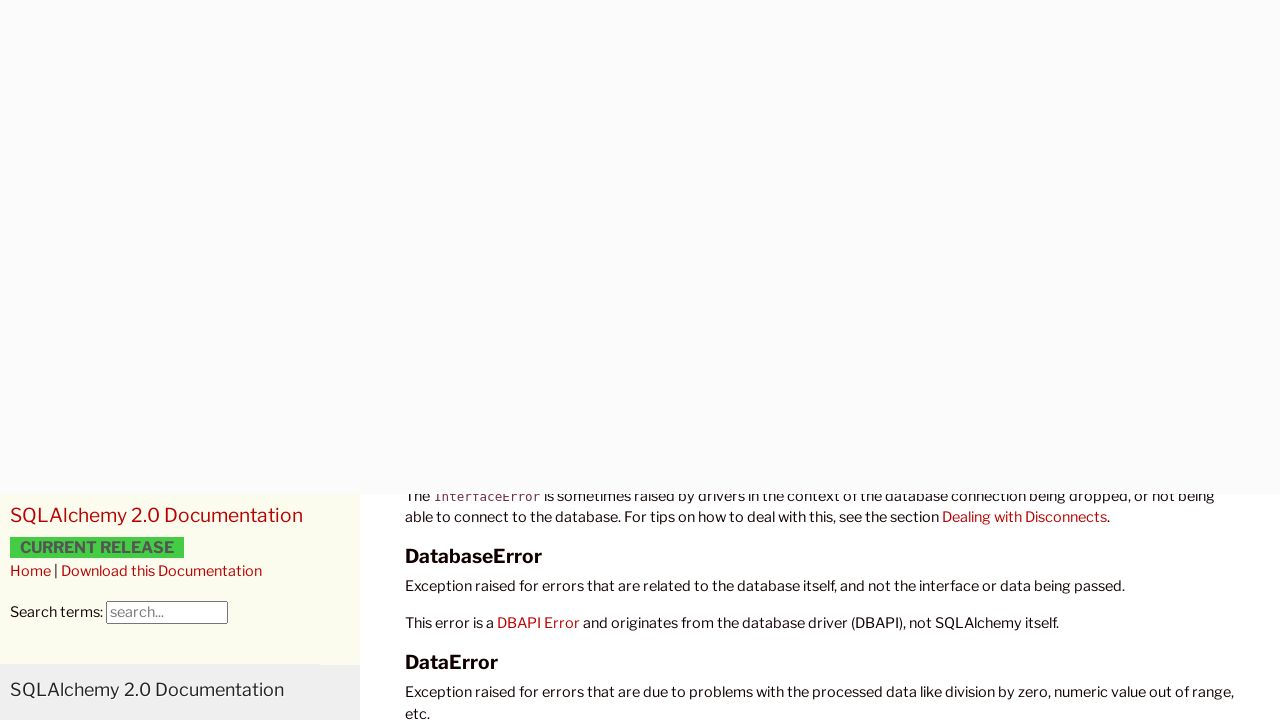 SQLAlchemy 2.0 Documentation
CURRENT RELEASE
Home | Download this Documentation
Search terms: search...
SQLAlchemy 2.0 Documentation
The InterfaceError is sometimes raised by drivers in the context of the database connection being dropped, or not being
able to connect to the database. For tips on how to deal with this, see the section Dealing with Disconnects.
DatabaseError
Exception raised for errors that are related to the database itself, and not the interface or data being passed.
This error is a DBAPI Error and originates from the database driver (DBAPI), not SQLAlchemy itself.
DataError
Exception raised for errors that are due to problems with the processed data like division by zero, numeric value out of range,
etc.